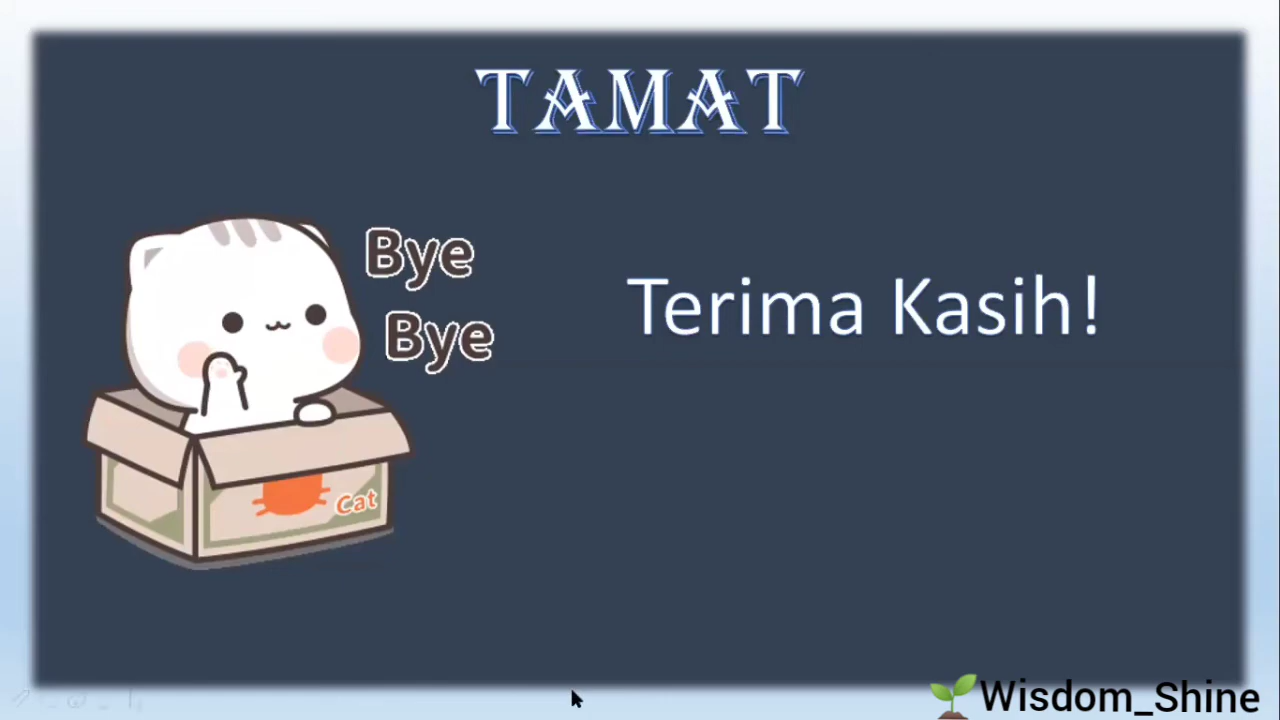 TAMAT
Bye
Bye
Terima Kasih!
Cat
Wisdom_Shine